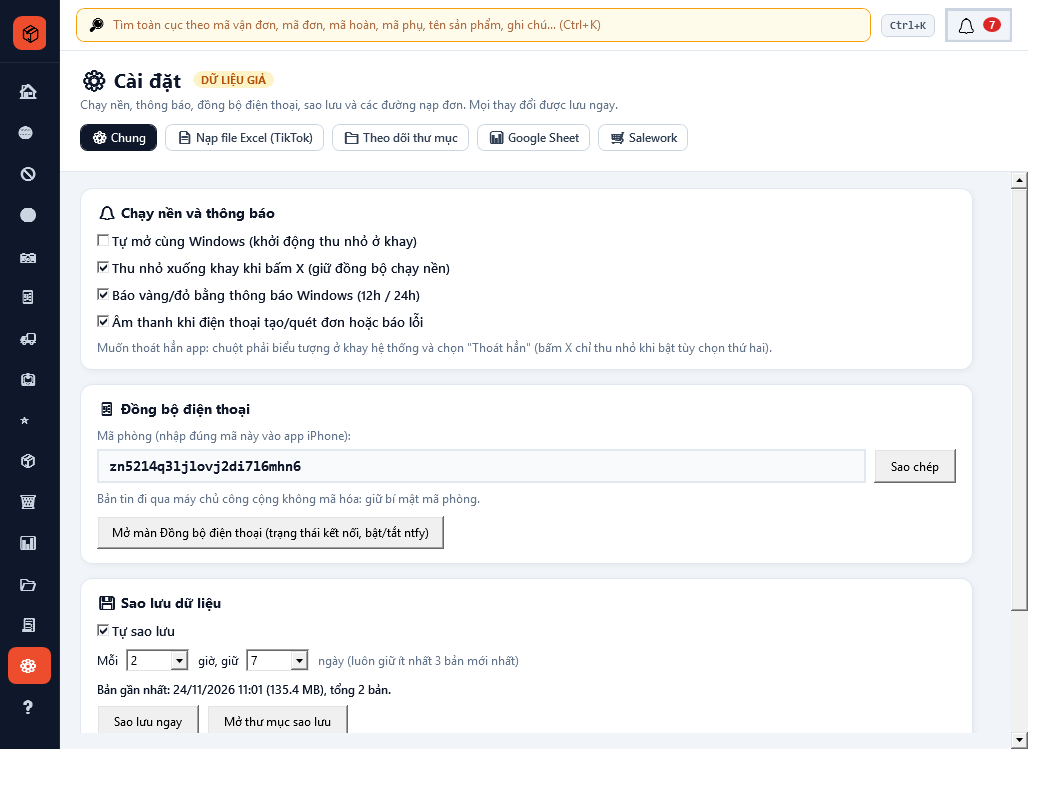 Tìm toàn cục theo mã vận đơn, mã đơn, mã hoàn, mã phụ, tên sản phẩm, ghi chú... (Ctrl+K)
Ctrl+K
7
Cài đặt
DỮ LIỆU GIẢ
Chạy nền, thông báo, đồng bộ điện thoại, sao lưu và các đường nạp đơn. Mọi thay đổi được lưu ngay.
Chung
Nạp file Excel (TikTok)
Theo dõi thư mục
Google Sheet
Salework
Chạy nền và thông báo
Tự mở cùng Windows (khởi động thu nhỏ ở khay)
Thu nhỏ xuống khay khi bấm X (giữ đồng bộ chạy nền)
Báo vàng/đỏ bằng thông báo Windows (12h / 24h)
Âm thanh khi điện thoại tạo/quét đơn hoặc báo lỗi
Muốn thoát hẳn app: chuột phải biểu tượng ở khay hệ thống và chọn "Thoát hẳn" (bấm X chỉ thu nhỏ khi bật tùy chọn thứ hai).
Đồng bộ điện thoại
Mã phòng (nhập đúng mã này vào app iPhone):
zn5214q3ljlovj2di7l6mhn6
Sao chép
Bản tin đi qua máy chủ công cộng không mã hóa: giữ bí mật mã phòng.
Mở màn Đồng bộ điện thoại (trạng thái kết nối, bật/tắt ntfy)
Sao lưu dữ liệu
Tự sao lưu
Mỗi 2 giờ, giữ 7 ngày (luôn giữ ít nhất 3 bản mới nhất)
Bản gần nhất: 24/11/2026 11:01 (135.4 MB), tổng 2 bản.
Sao lưu ngay
Mở thư mục sao lưu
?